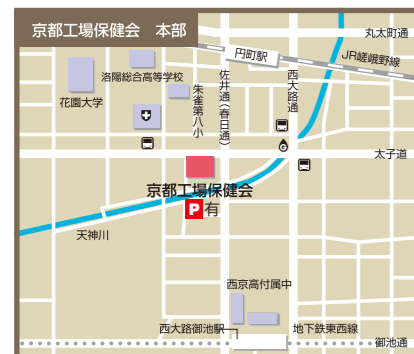 京都工場保健会　本部
丸太町通
円町駅
JR嵯峨野線
洛陽総合高等学校
花園大学
朱雀第八小
佐井通（春日通）
西大路通
太子道
京都工場保健会
P有
天神川
西京高付属中
西大路御池駅
地下鉄東西線
御池通